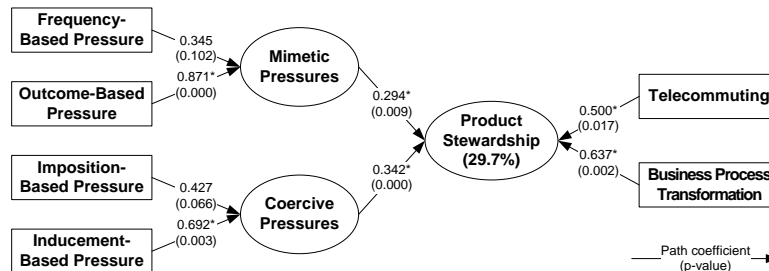 Frequency-
Based Pressure
0.345
(0.102)
0.871*
(0.000)
Outcome-Based
Pressure
Mimetic
Pressures
0.294*
(0.009)
Imposition-
Based Pressure
0.427
(0.066)
0.692*
(0.003)
Inducement-
Based Pressure
Coercive
Pressures
0.342*
(0.000)
Product
Stewardship
(29.7%)
Telecommuting
0.500*
(0.017)
0.637*
(0.002)
Business Process
Transformation
Path coefficient
(p-value)